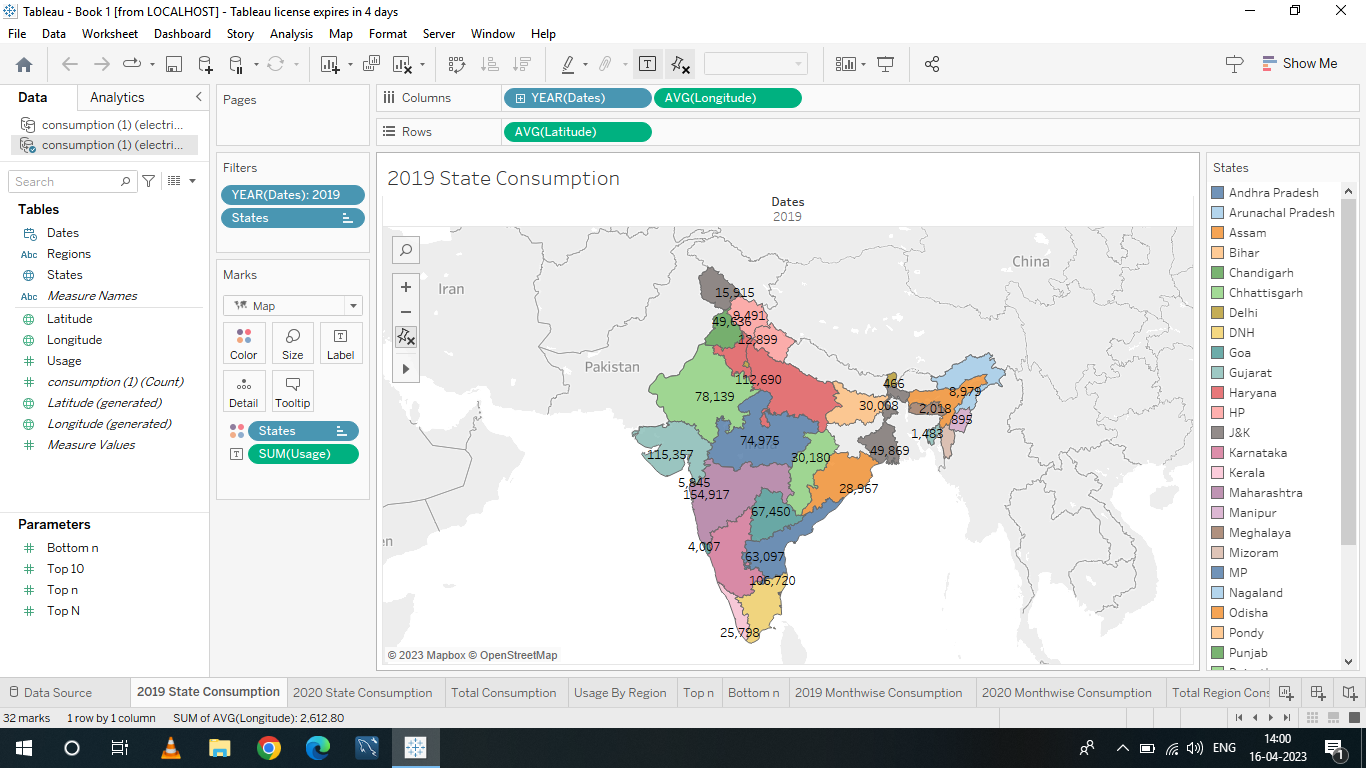 Tableau - Book 1 [from LOCALHOST] - Tableau license expires in 4 days
File Data Worksheet Dashboard Story Analysis Map Format Server Window Help
Show Me
Data Analytics
Pages
Columns YEAR(Dates) AVG(Longitude)
Rows AVG(Latitude)
consumption (1) (electri...
consumption (1) (electri...
Search
Tables
Dates
Abc Regions
States
Abc Measure Names
Latitude
Longitude
Usage
consumption (1) (Count)
Latitude (generated)
Longitude (generated)
Measure Values
Parameters
Bottom n
Top 10
Top n
Top N
Filters
YEAR(Dates): 2019
States
Marks
Map
Color Size Label
Detail Tooltip
States
SUM(Usage)
2019 State Consumption
Dates
2019
Iran
China
Pakistan
en
15,915
9,491
49,636
12,899
112,690
78,139
466
8,979
30,008
2,018
895
1,483
74,975
49,869
115,357
30,180
5,845
154,917
28,967
67,450
4,007
63,097
106,720
25,798
© 2023 Mapbox © OpenStreetMap
States
Andhra Pradesh
Arunachal Pradesh
Assam
Bihar
Chandigarh
Chhattisgarh
Delhi
DNH
Goa
Gujarat
Haryana
HP
J&K
Karnataka
Kerala
Maharashtra
Manipur
Meghalaya
Mizoram
MP
Nagaland
Odisha
Pondy
Punjab
Data Source 2019 State Consumption 2020 State Consumption Total Consumption Usage By Region Top n Bottom n 2019 Monthwise Consumption 2020 Monthwise Consumption Total Region Cons
32 marks 1 row by 1 column SUM of AVG(Longitude): 2,612.80
ENG
14:00
16-04-2023
1